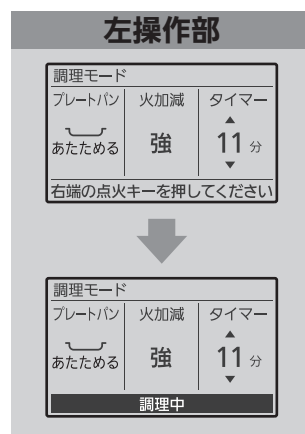 左操作部
調理モード
プレートパン 火加減 タイマー
▲
あたためる 強 11 分
▼
右端の点火キーを押してください
調理モード
プレートパン 火加減 タイマー
▲
あたためる 強 11 分
▼
調理中